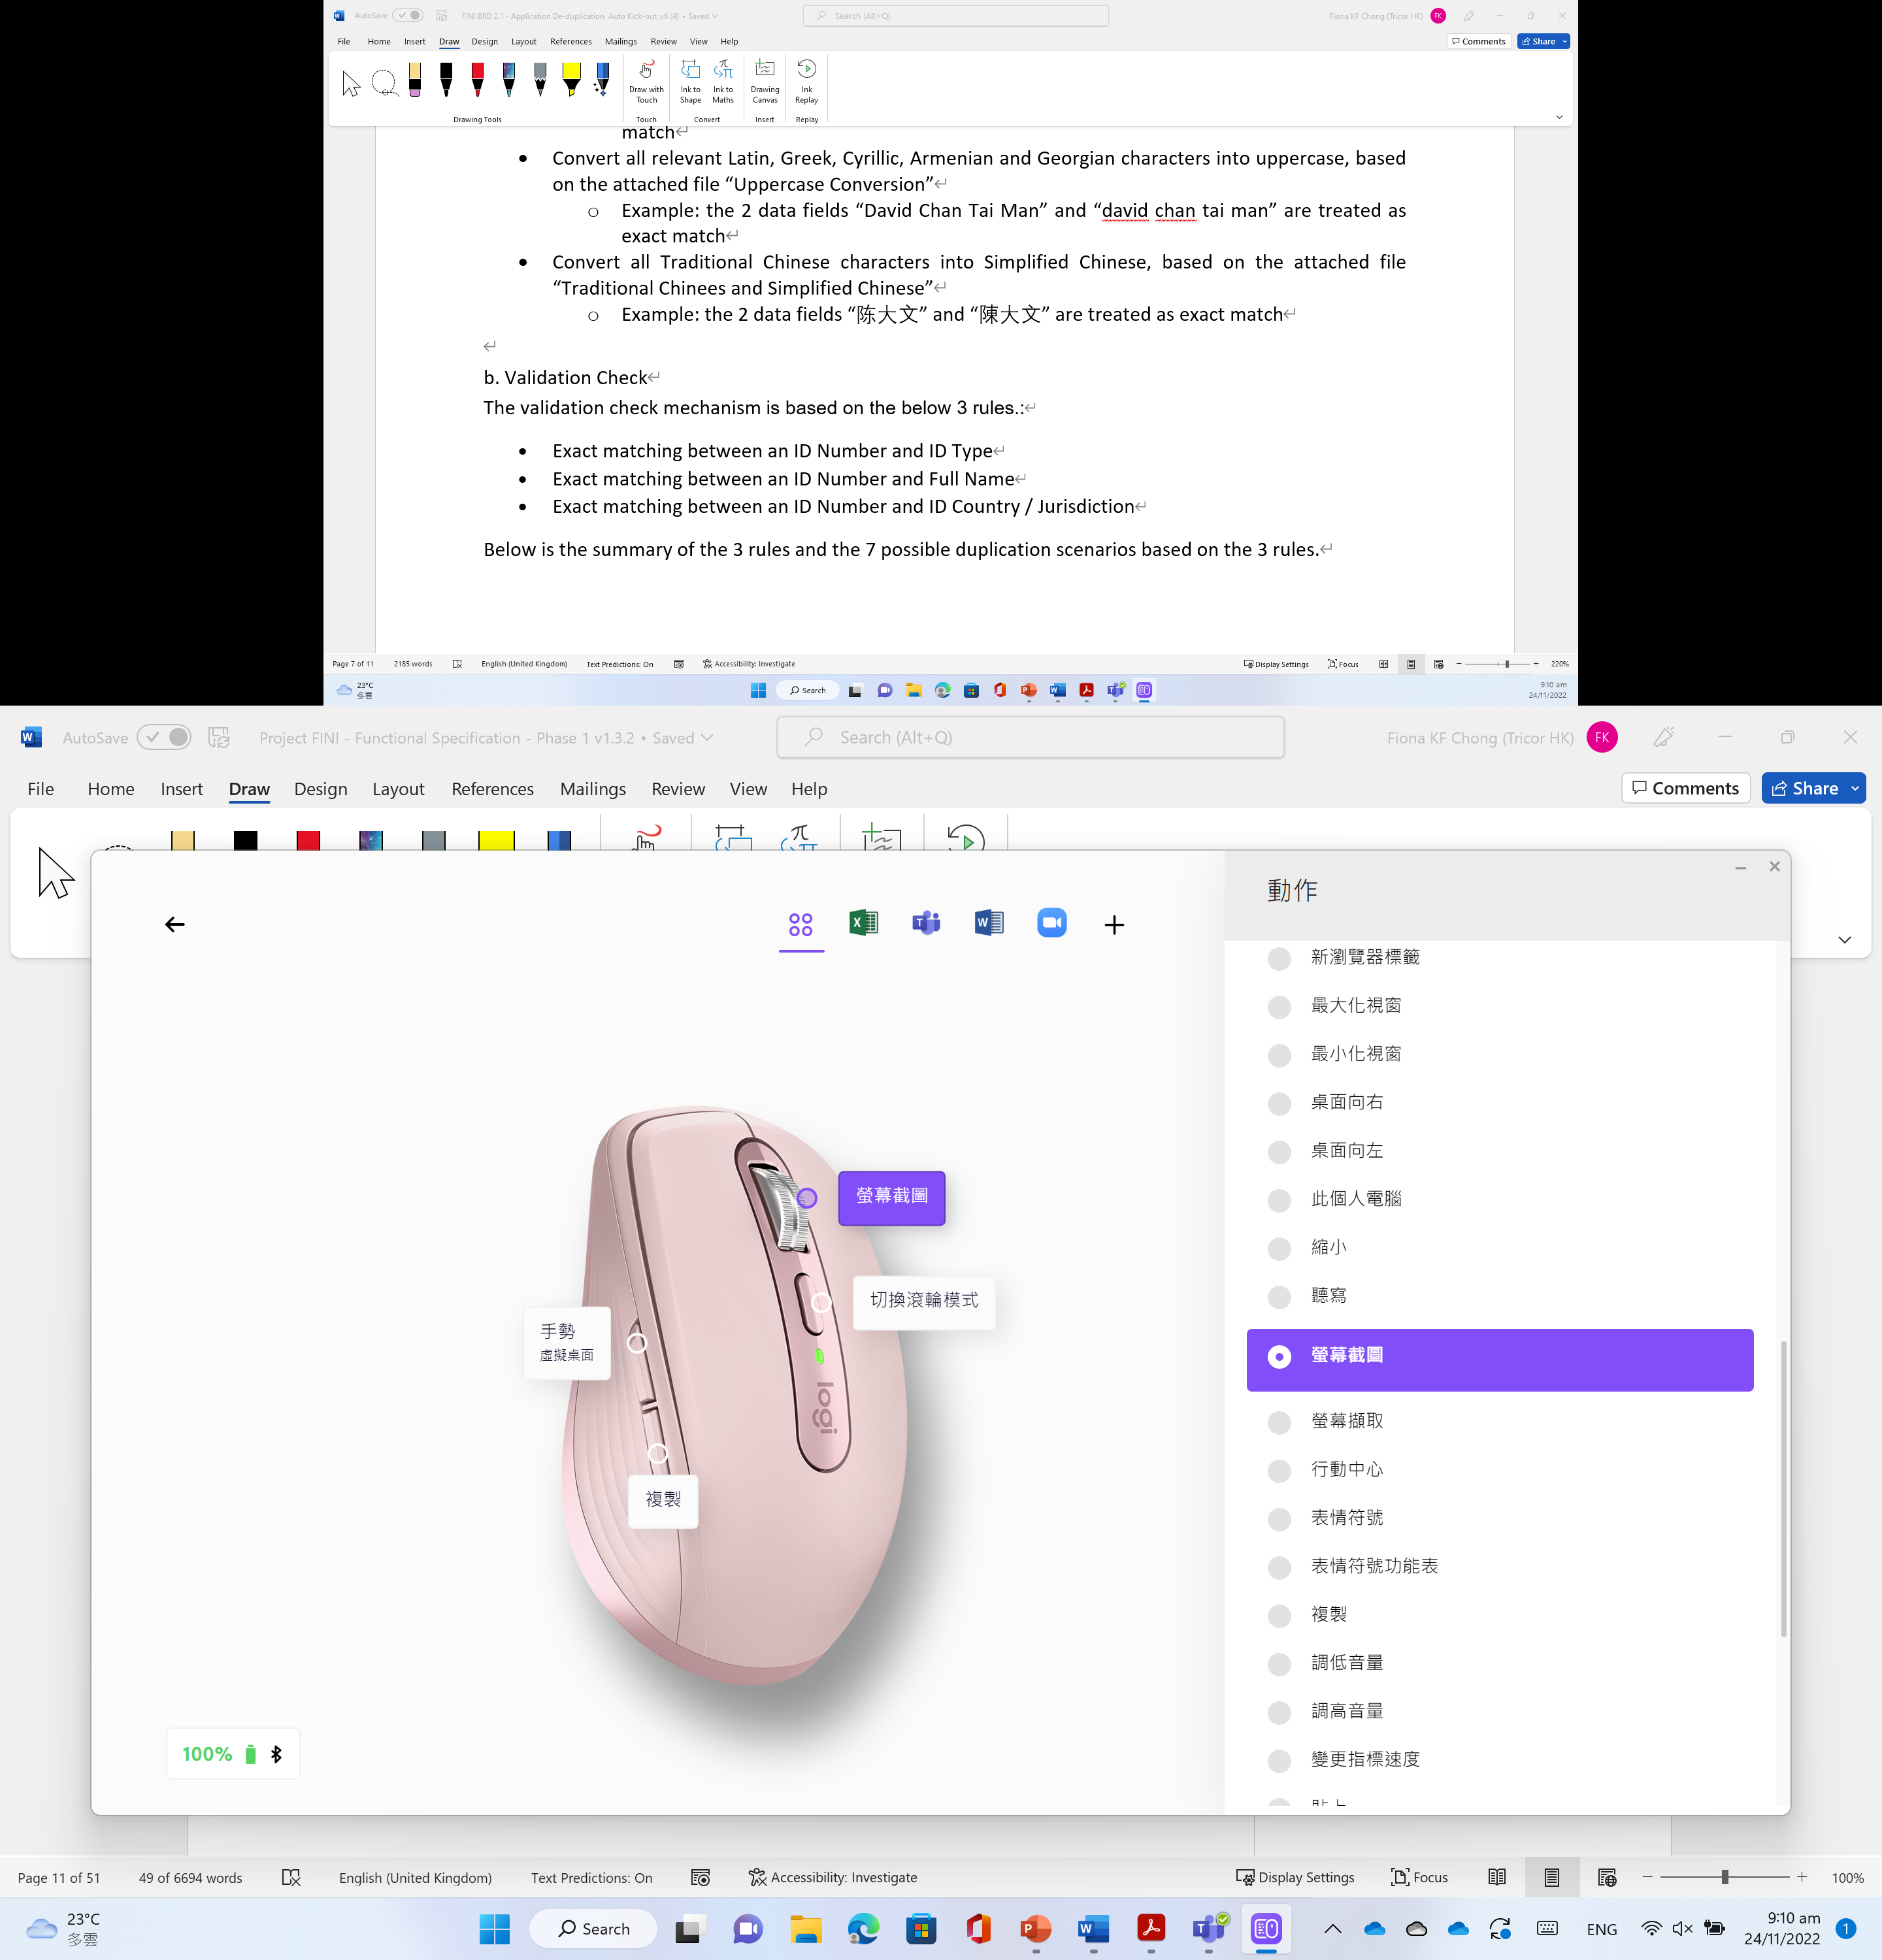 AutoSave
FINI BRD 2.1 - Application De-duplication Auto Kick-out_v6 (4) • Saved
Search (Alt+Q)
Fiona KF Chong (Tricor HK)
FK
File Home Insert Draw Design Layout References Mailings Review View Help
Comments
Share
Draw with Touch
Ink to Shape
Ink to Maths
Drawing Canvas
Ink Replay
Drawing Tools Touch Convert Insert Replay
match
• Convert all relevant Latin, Greek, Cyrillic, Armenian and Georgian characters into uppercase, based
on the attached file “Uppercase Conversion”
o Example: the 2 data fields “David Chan Tai Man” and “david chan tai man” are treated as
exact match
• Convert all Traditional Chinese characters into Simplified Chinese, based on the attached file
“Traditional Chinees and Simplified Chinese”
o Example: the 2 data fields “陈大文” and “陳大文” are treated as exact match
b. Validation Check
The validation check mechanism is based on the below 3 rules.:
• Exact matching between an ID Number and ID Type
• Exact matching between an ID Number and Full Name
• Exact matching between an ID Number and ID Country / Jurisdiction
Below is the summary of the 3 rules and the 7 possible duplication scenarios based on the 3 rules.
Page 7 of 11 2185 words English (United Kingdom) Text Predictions: On Accessibility: Investigate Display Settings Focus 220%
23°C
多雲
Search
9:10 am
24/11/2022
AutoSave
Project FINI - Functional Specification - Phase 1 v1.3.2 • Saved
Search (Alt+Q)
Fiona KF Chong (Tricor HK)
FK
File Home Insert Draw Design Layout References Mailings Review View Help
Comments
Share
動作
新瀏覽器標籤
最大化視窗
最小化視窗
桌面向右
桌面向左
此個人電腦
縮小
聽寫
螢幕截圖
螢幕擷取
行動中心
表情符號
表情符號功能表
複製
調低音量
調高音量
變更指標速度
螢幕截圖
切換滾輪模式
手勢
虛擬桌面
複製
logi
100%
Page 11 of 51 49 of 6694 words English (United Kingdom) Text Predictions: On Accessibility: Investigate Display Settings Focus 100%
23°C
多雲
Search
ENG
9:10 am
24/11/2022
1